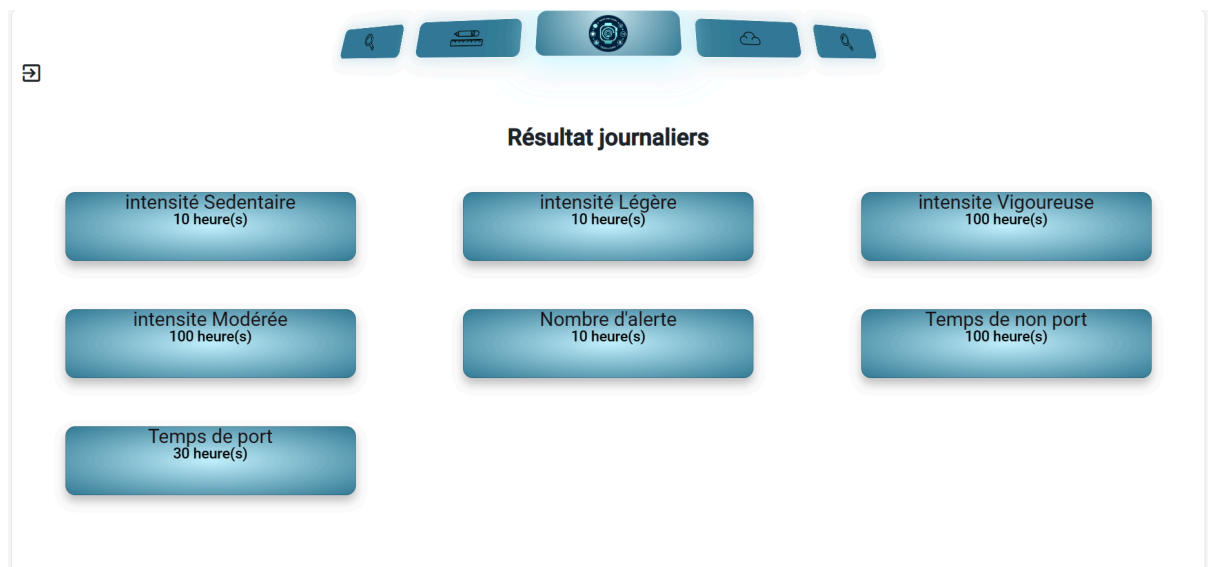 Résultat journaliers
intensité Sedentaire
10 heure(s)
intensité Légère
10 heure(s)
intensite Vigoureuse
100 heure(s)
intensite Modérée
100 heure(s)
Nombre d'alerte
10 heure(s)
Temps de non port
100 heure(s)
Temps de port
30 heure(s)